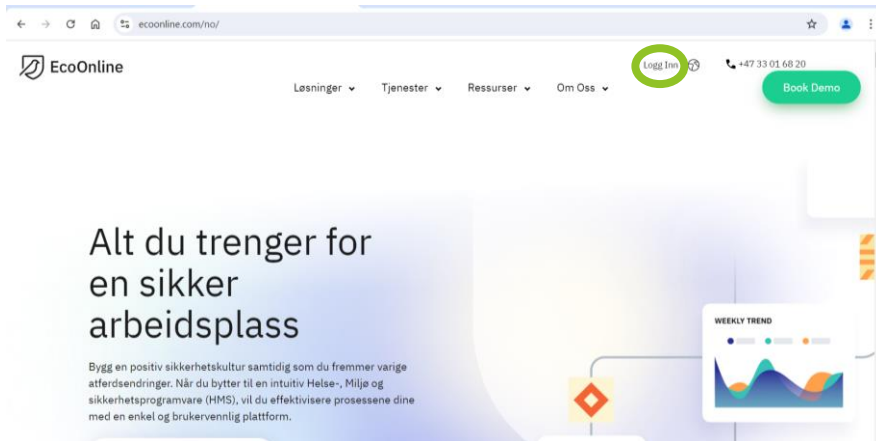 ecoonline.com/no/
EcoOnline
Logg Inn
+47 33 01 68 20
Løsninger
Tjenester
Ressurser
Om Oss
Book Demo
Alt du trenger for
en sikker
arbeidsplass
Bygg en positiv sikkerhetskultur samtidig som du fremmer varige
atferdsendringer. Når du bytter til en intuitiv Helse-, Miljø og
sikkerhetsprogramvare (HMS), vil du effektivisere prosessene dine
med en enkel og brukervennlig plattform.
WEEKLY TREND